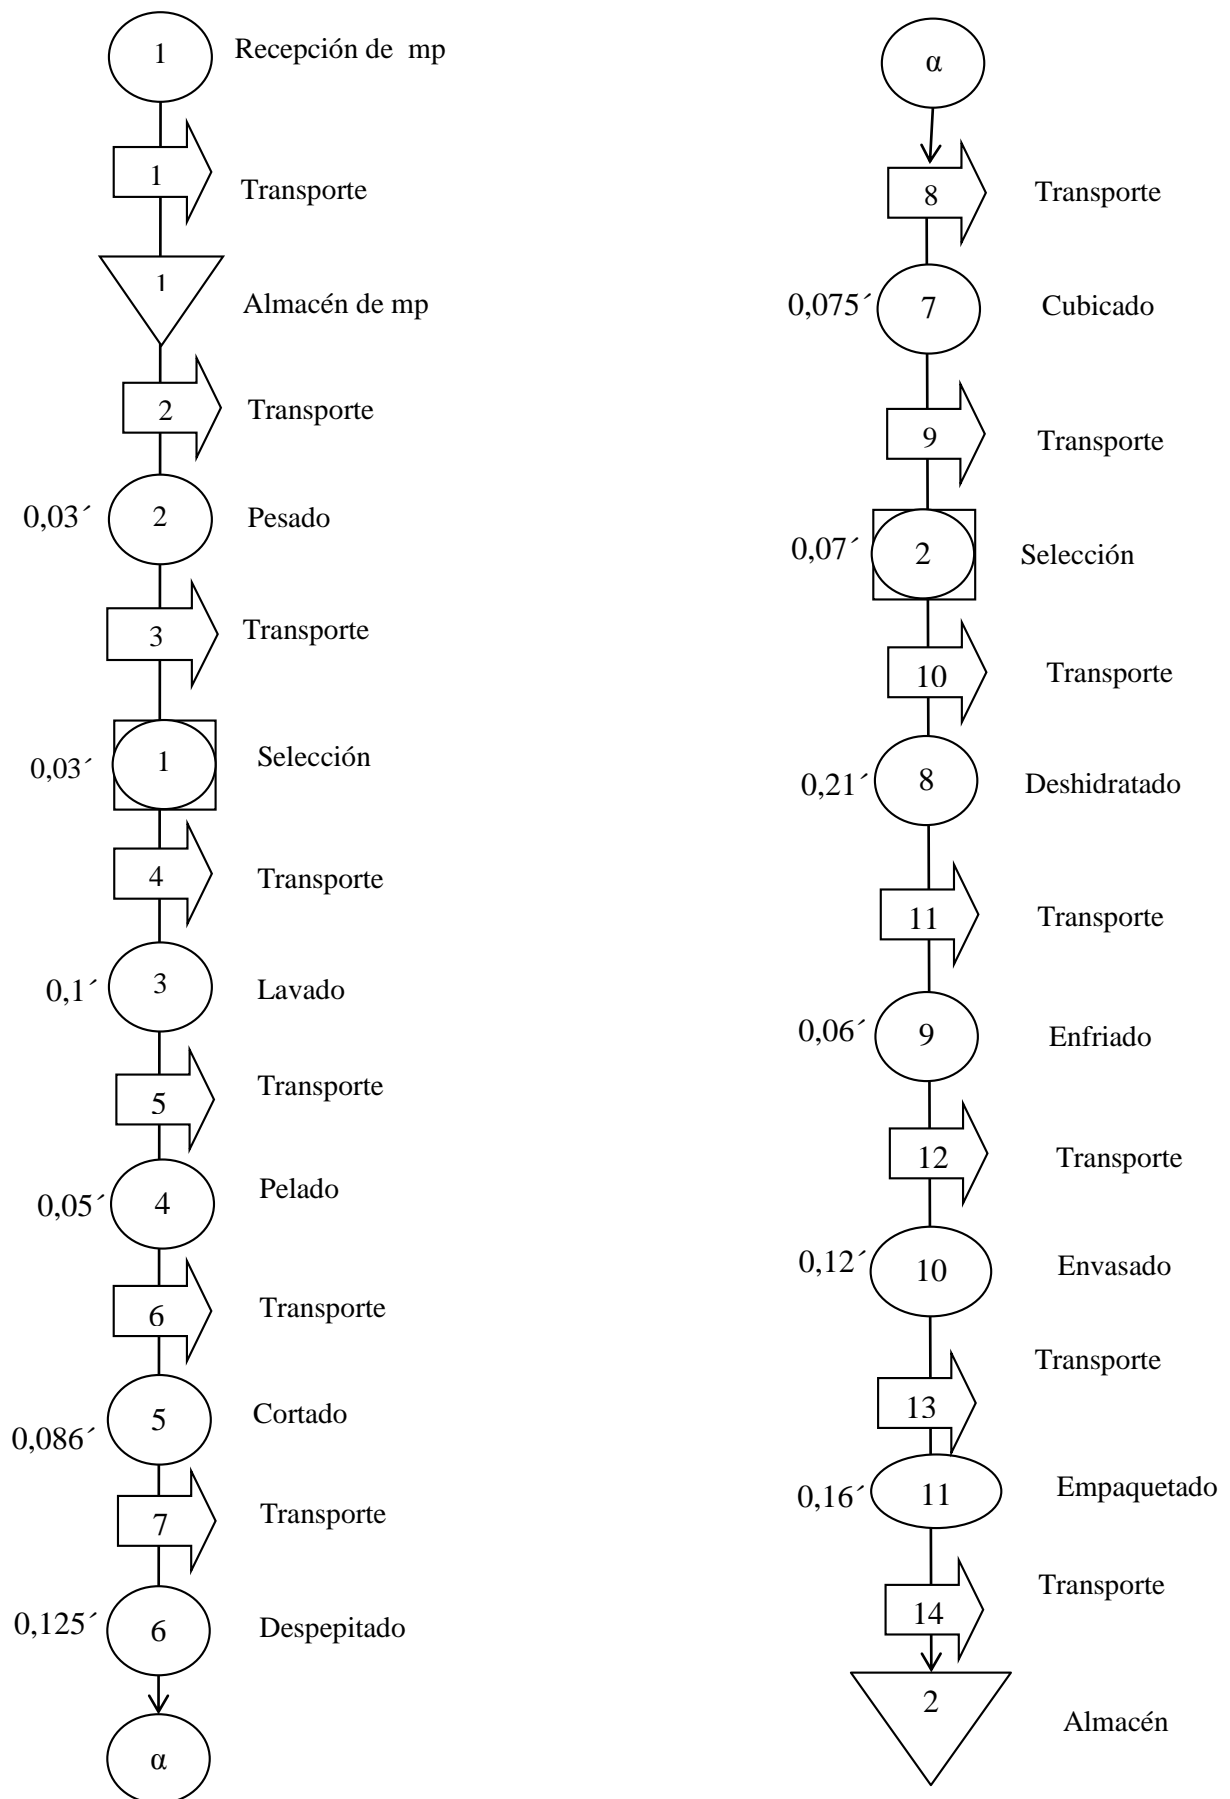 1
Recepción de mp
1
Transporte
1
Almacén de mp
2
Transporte
0,03´
2
Pesado
3
Transporte
0,03´
1
Selección
4
Transporte
0,1´
3
Lavado
5
Transporte
0,05´
4
Pelado
6
Transporte
0,086´
5
Cortado
7
Transporte
0,125´
6
Despepitado
α
α
8
Transporte
0,075´
7
Cubicado
9
Transporte
0,07´
2
Selección
10
Transporte
0,21´
8
Deshidratado
11
Transporte
0,06´
9
Enfriado
12
Transporte
0,12´
10
Envasado
13
Transporte
0,16´
11
Empaquetado
14
Transporte
2
Almacén